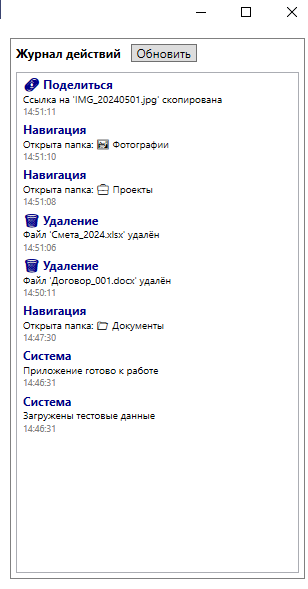 Журнал действий Обновить
Поделиться
Ссылка на 'IMG_20240501.jpg' скопирована
14:51:11
Навигация
Открыта папка: Фотографии
14:51:10
Навигация
Открыта папка: Проекты
14:51:08
Удаление
Файл 'Смета_2024.xlsx' удалён
14:51:06
Удаление
Файл 'Договор_001.docx' удалён
14:50:11
Навигация
Открыта папка: Документы
14:47:30
Система
Приложение готово к работе
14:46:31
Система
Загружены тестовые данные
14:46:31